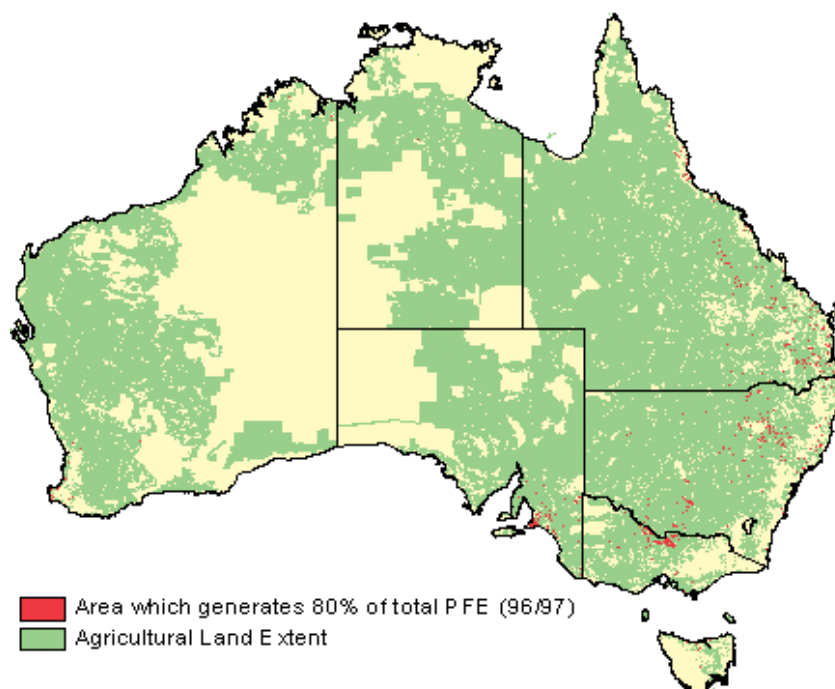 Area which generates 80% of total PFE (96/97)
Agricultural Land Extent